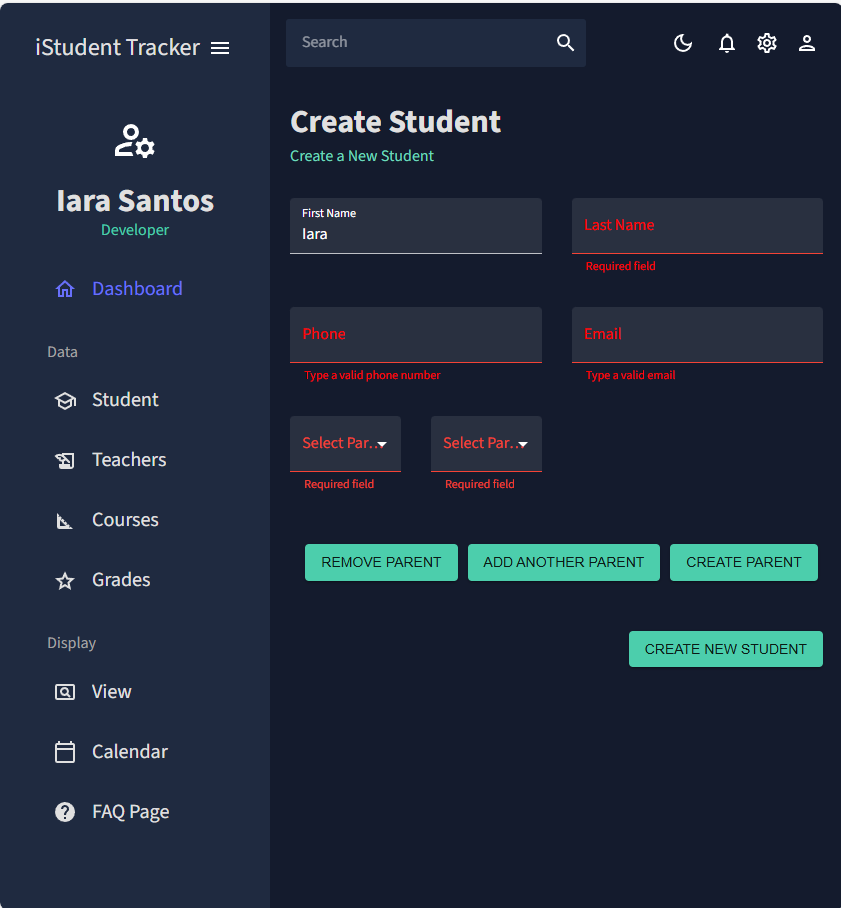 iStudent Tracker
Search
Iara Santos
Developer
Dashboard
Data
Student
Teachers
Courses
Grades
Display
View
Calendar
FAQ Page
Create Student
Create a New Student
First Name
Iara
Last Name
Required field
Phone
Type a valid phone number
Email
Type a valid email
Select Par...
Required field
Select Par...
Required field
REMOVE PARENT
ADD ANOTHER PARENT
CREATE PARENT
CREATE NEW STUDENT